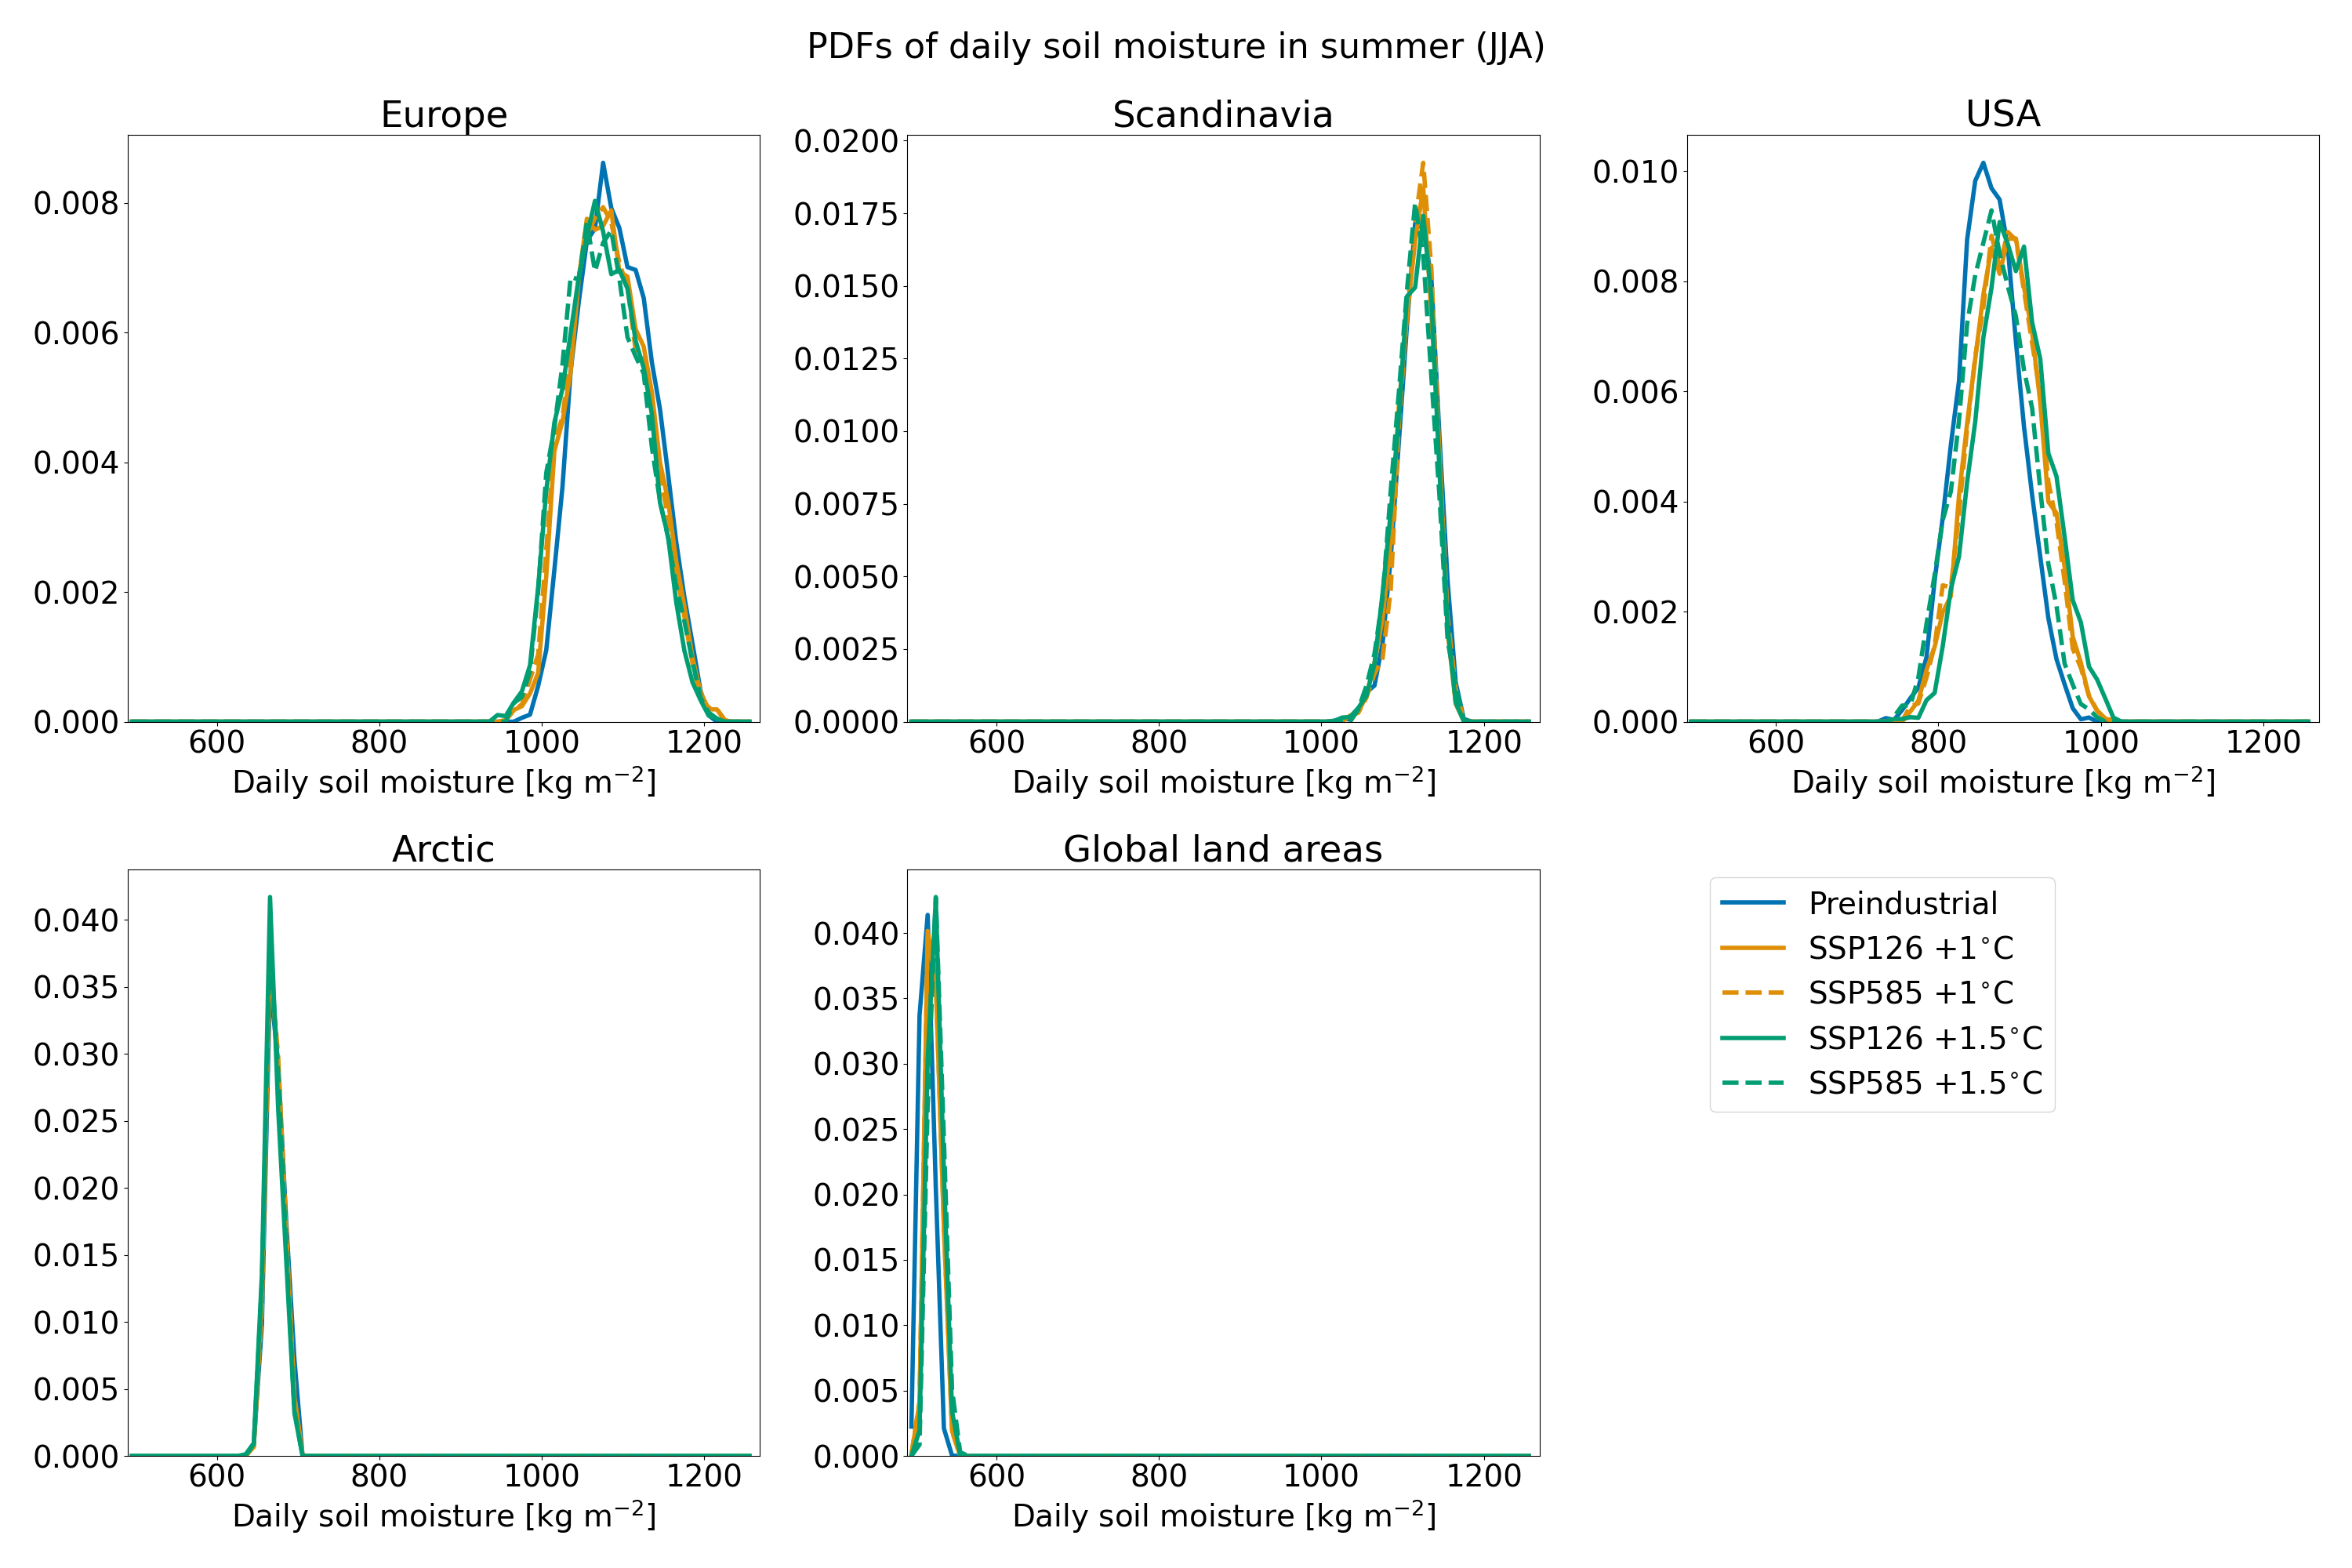 PDFs of daily soil moisture in summer (JJA)
Europe
0.008
0.006
0.004
0.002
0.000
600 800 1000 1200
Daily soil moisture [kg m⁻²]
Scandinavia
0.0200
0.0175
0.0150
0.0125
0.0100
0.0075
0.0050
0.0025
0.0000
600 800 1000 1200
Daily soil moisture [kg m⁻²]
USA
0.010
0.008
0.006
0.004
0.002
0.000
600 800 1000 1200
Daily soil moisture [kg m⁻²]
Arctic
0.040
0.035
0.030
0.025
0.020
0.015
0.010
0.005
0.000
600 800 1000 1200
Daily soil moisture [kg m⁻²]
Global land areas
0.040
0.035
0.030
0.025
0.020
0.015
0.010
0.005
0.000
600 800 1000 1200
Daily soil moisture [kg m⁻²]
Preindustrial
SSP126 +1°C
SSP585 +1°C
SSP126 +1.5°C
SSP585 +1.5°C